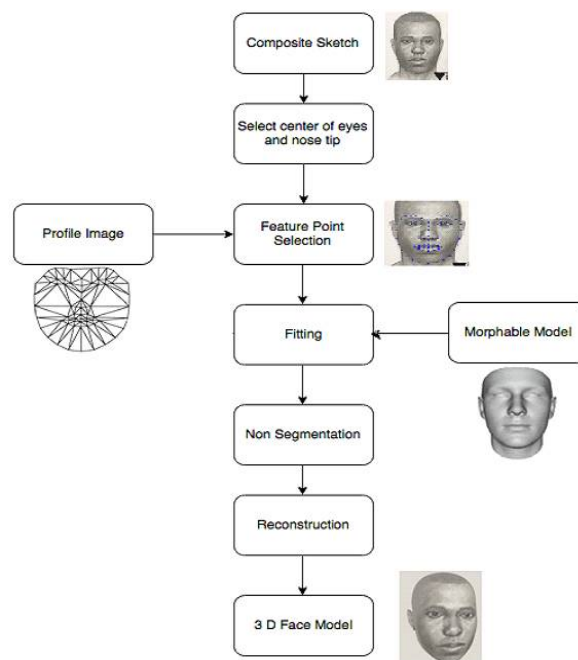 Composite Sketch
Select center of eyes
and nose tip
Profile Image
Feature Point
Selection
Fitting
Morphable Model
Non Segmentation
Reconstruction
3 D Face Model